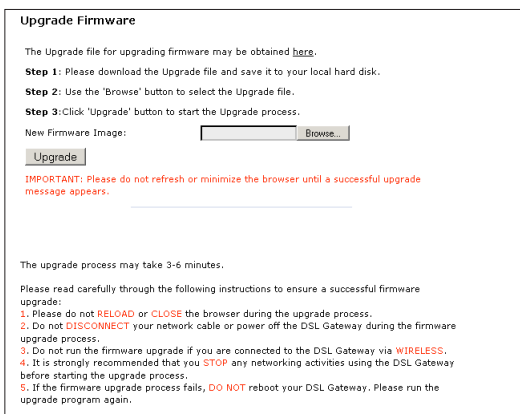 Upgrade Firmware
The Upgrade file for upgrading firmware may be obtained here.
Step 1: Please download the Upgrade file and save it to your local hard disk.
Step 2: Use the 'Browse' button to select the Upgrade file.
Step 3:Click 'Upgrade' button to start the Upgrade process.
New Firmware Image: Browse...
Upgrade
IMPORTANT: Please do not refresh or minimize the browser until a successful upgrade
message appears.
The upgrade process may take 3-6 minutes.
Please read carefully through the following instructions to ensure a successful firmware
upgrade:
1. Please do not RELOAD or CLOSE the browser during the upgrade process.
2. Do not DISCONNECT your network cable or power off the DSL Gateway during the firmware
upgrade process.
3. Do not run the firmware upgrade if you are connected to the DSL Gateway via WIRELESS.
4. It is strongly recommended that you STOP any networking activities using the DSL Gateway
before starting the upgrade process.
5. If the firmware upgrade process fails, DO NOT reboot your DSL Gateway. Please run the
upgrade program again.